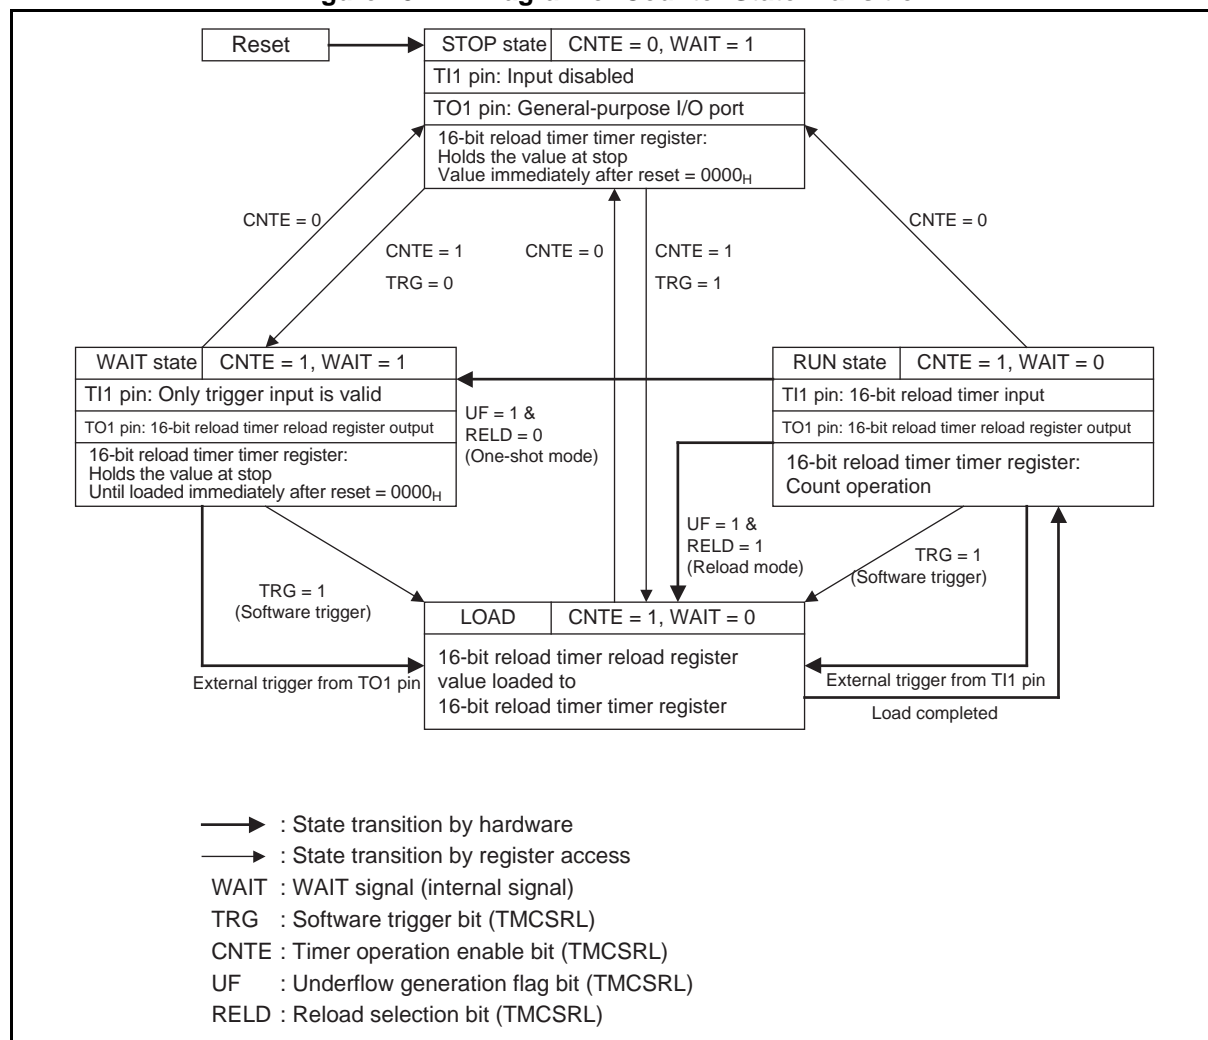 Reset
STOP state
CNTE = 0, WAIT = 1
TI1 pin: Input disabled
TO1 pin: General-purpose I/O port
16-bit reload timer timer register:
Holds the value at stop
Value immediately after reset = 0000H
CNTE = 0
CNTE = 1
TRG = 0
CNTE = 0
CNTE = 1
TRG = 1
CNTE = 0
WAIT state
CNTE = 1, WAIT = 1
TI1 pin: Only trigger input is valid
TO1 pin: 16-bit reload timer reload register output
16-bit reload timer timer register:
Holds the value at stop
Until loaded immediately after reset = 0000H
UF = 1 &
RELD = 0
(One-shot mode)
RUN state
CNTE = 1, WAIT = 0
TI1 pin: 16-bit reload timer input
TO1 pin: 16-bit reload timer reload register output
16-bit reload timer timer register:
Count operation
UF = 1 &
RELD = 1
(Reload mode)
TRG = 1
(Software trigger)
TRG = 1
(Software trigger)
LOAD
CNTE = 1, WAIT = 0
16-bit reload timer reload register
value loaded to
16-bit reload timer timer register
External trigger from TO1 pin
External trigger from TI1 pin
Load completed
: State transition by hardware
: State transition by register access
WAIT : WAIT signal (internal signal)
TRG : Software trigger bit (TMCSRL)
CNTE : Timer operation enable bit (TMCSRL)
UF : Underflow generation flag bit (TMCSRL)
RELD : Reload selection bit (TMCSRL)